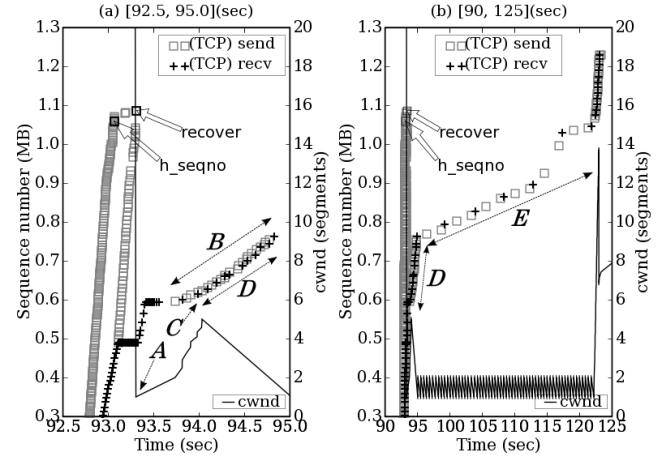 (a) [92.5, 95.0](sec)
1.3
1.2
1.1
1.0
0.9
0.8
0.7
0.6
0.5
0.4
0.3
Sequence number (MB)
20
18
16
14
12
10
8
6
4
2
0
cwnd (segments)
(TCP) send
(TCP) recv
recover
h_seqno
B
D
C
A
cwnd
92.5 93.0 93.5 94.0 94.5 95.0
Time (sec)
(b) [90, 125](sec)
1.3
1.2
1.1
1.0
0.9
0.8
0.7
0.6
0.5
0.4
0.3
Sequence number (MB)
20
18
16
14
12
10
8
6
4
2
0
cwnd (segments)
(TCP) send
(TCP) recv
recover
h_seqno
E
D
cwnd
90 95 100 105 110 115 120 125
Time (sec)